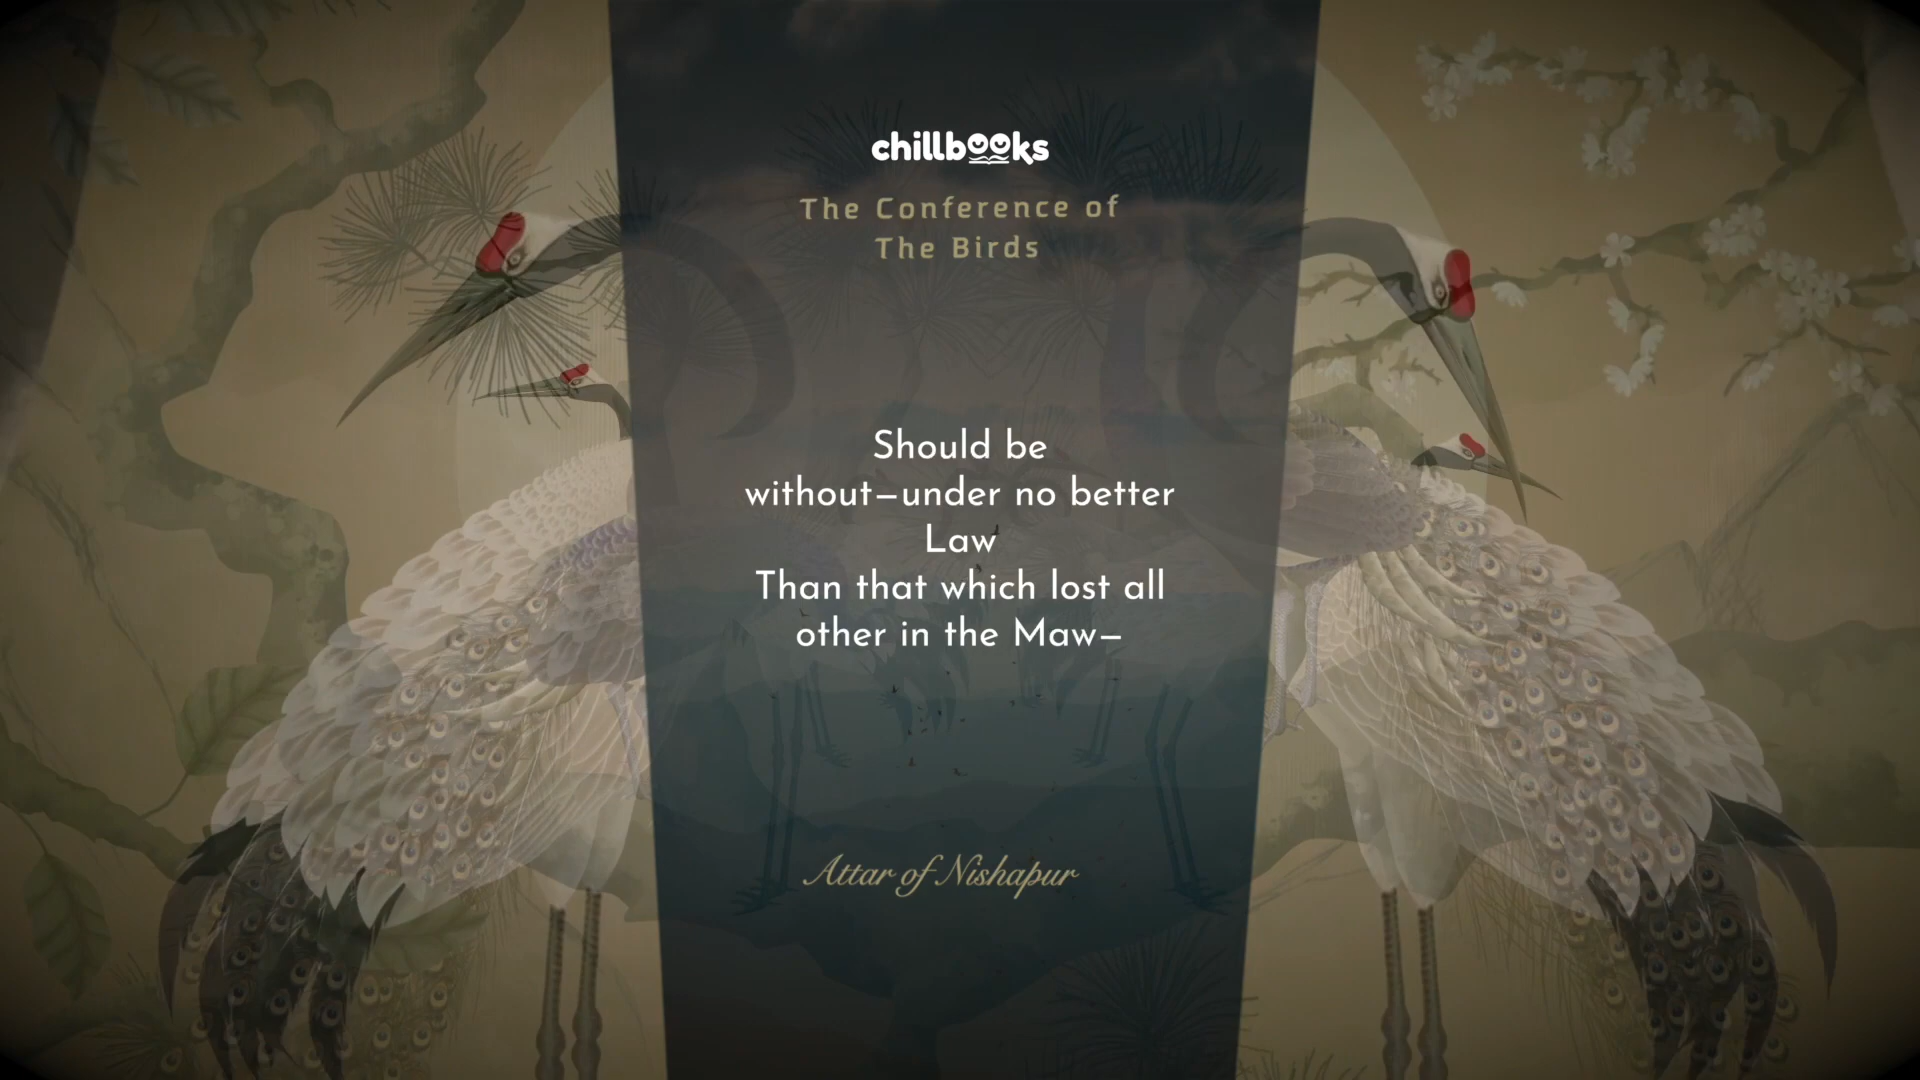 chillbooks
The Conference of
The Birds
Should be
without—under no better
Law
Than that which lost all
other in the Maw—
Attar of Nishapur